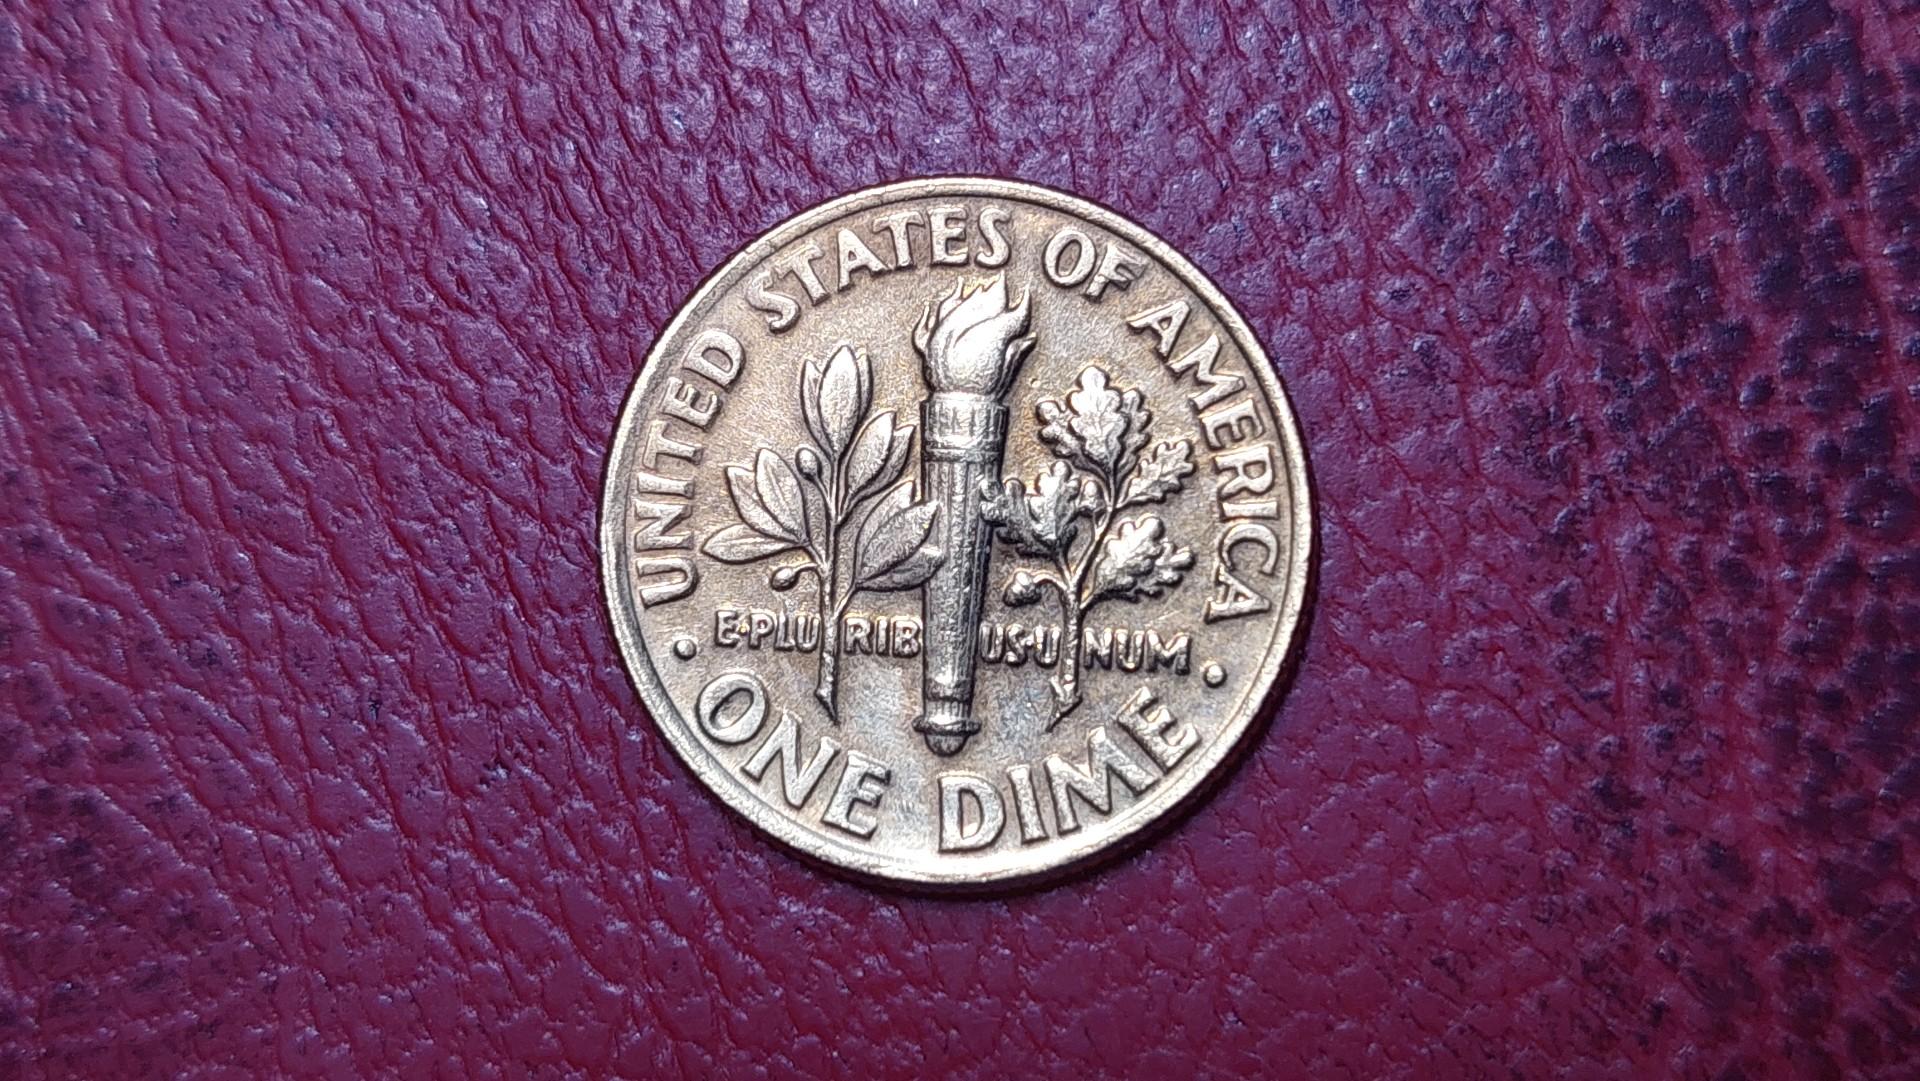 UNITED STATES OF AMERICA
E·PLURIBUS·UNUM
· ONE DIME ·